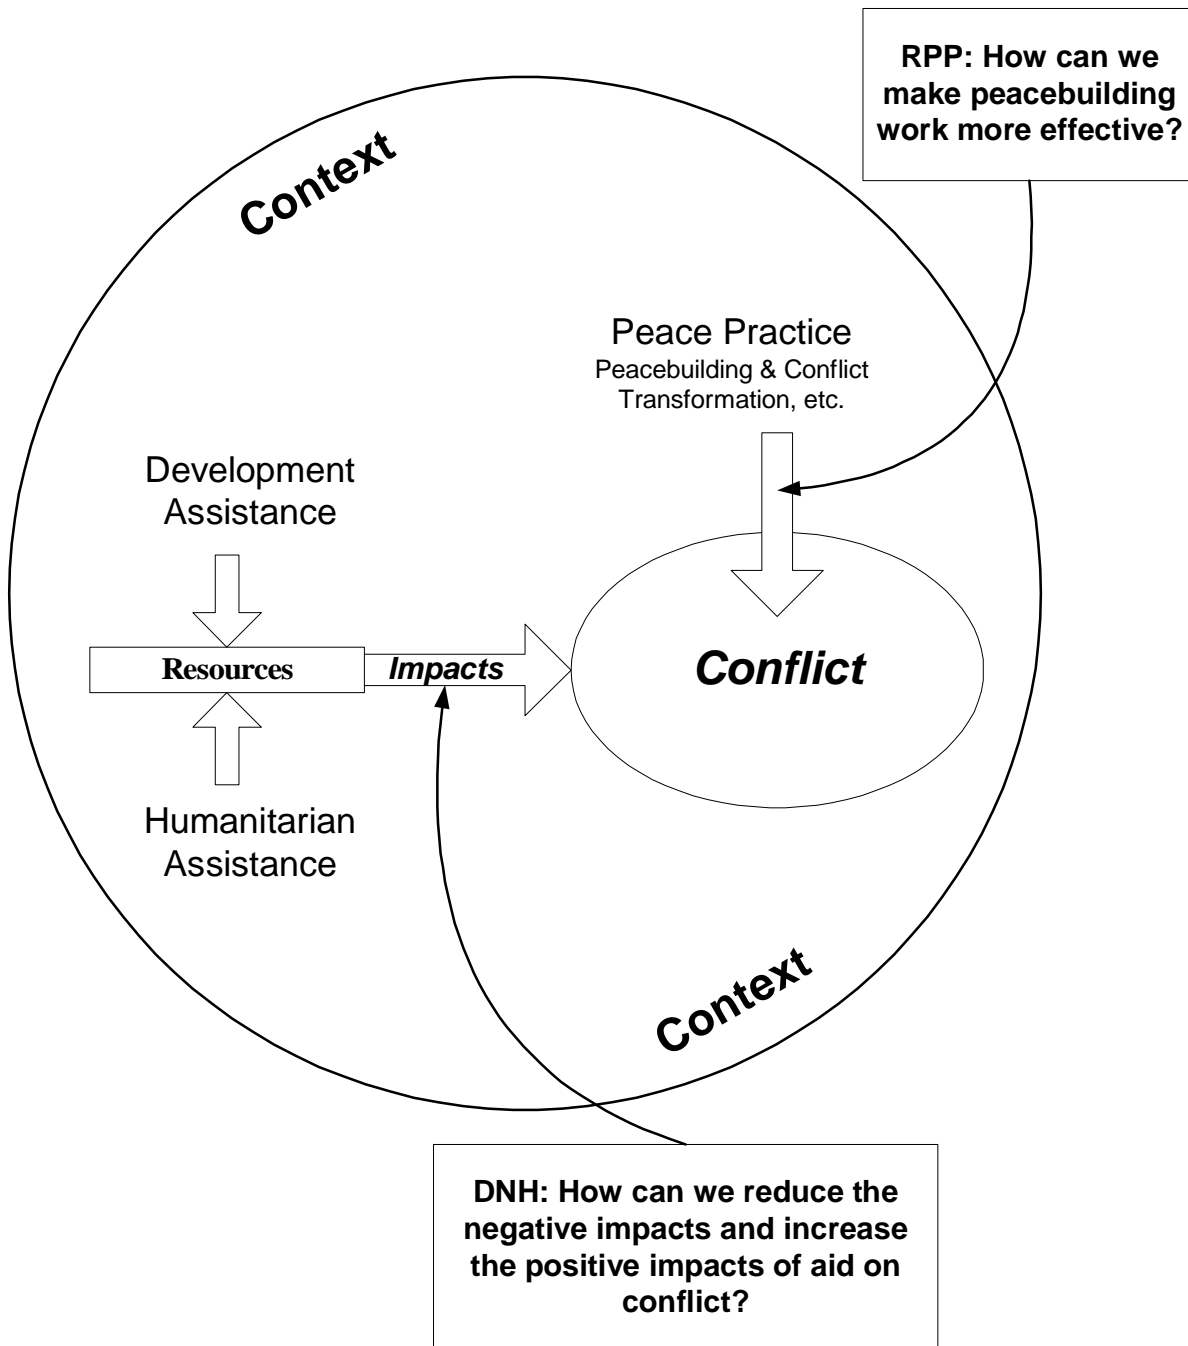 RPP: How can we
make peacebuilding
work more effective?
Context
Peace Practice
Peacebuilding & Conflict
Transformation, etc.
Development
Assistance
Resources
Impacts
Conflict
Humanitarian
Assistance
Context
DNH: How can we reduce the
negative impacts and increase
the positive impacts of aid on
conflict?